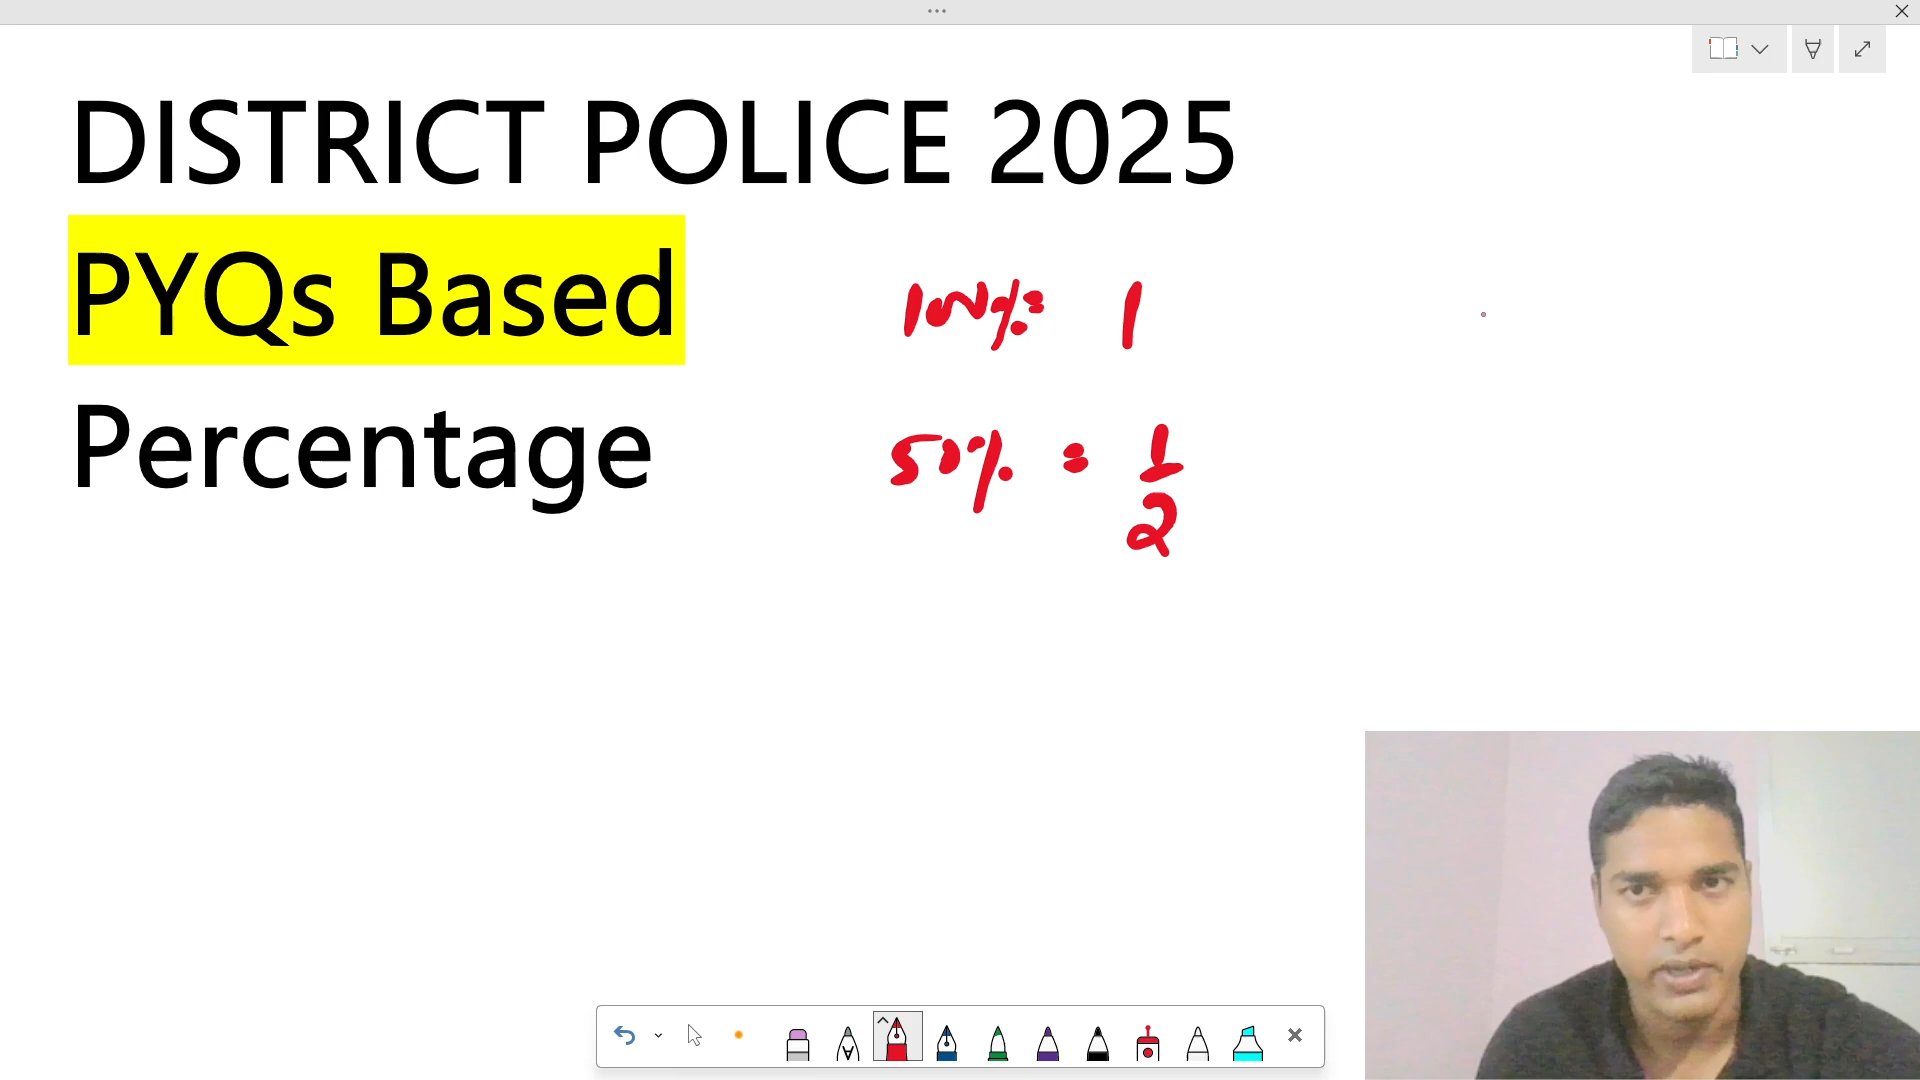 DISTRICT POLICE 2025
PYQs Based
Percentage
100% = 1
50% = 1/2